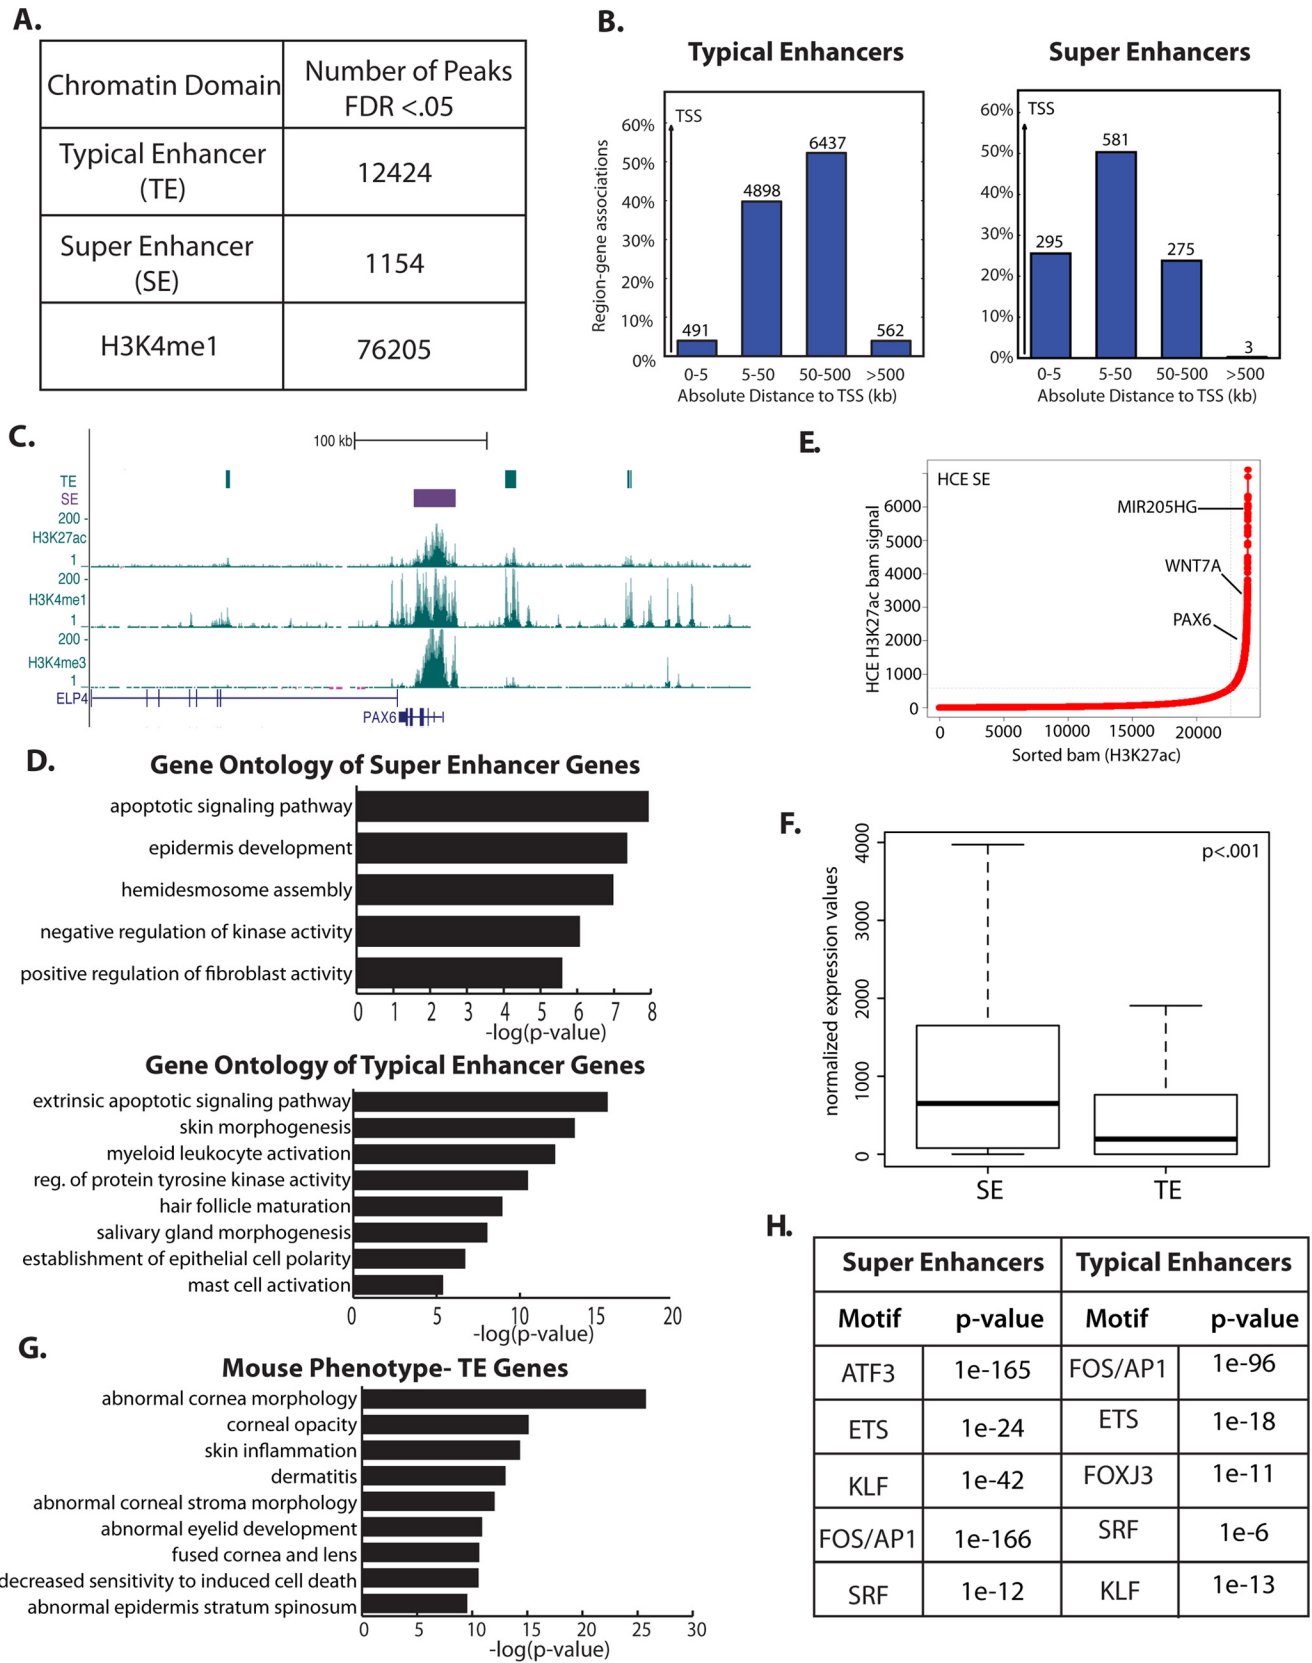 A.
Chromatin Domain
Number of Peaks
FDR <.05
Typical Enhancer
(TE)
12424
Super Enhancer
(SE)
1154
H3K4me1
76205
B.
Typical Enhancers
Region-gene associations
60%
50%
40%
30%
20%
10%
0%
TSS
491
4898
6437
562
0-5
5-50
50-500
>500
Absolute Distance to TSS (kb)
Super Enhancers
60%
50%
40%
30%
20%
10%
0%
TSS
295
581
275
3
0-5
5-50
50-500
>500
Absolute Distance to TSS (kb)
C.
100 kb
TE
SE
200 -
H3K27ac
1
200 -
H3K4me1
1
200 -
H3K4me3
1
ELP4
PAX6
E.
HCE SE
HCE H3K27ac bam signal
6000
5000
4000
3000
2000
1000
0
MIR205HG
WNT7A
PAX6
0 5000 10000 15000 20000
Sorted bam (H3K27ac)
D.
Gene Ontology of Super Enhancer Genes
apoptotic signaling pathway
epidermis development
hemidesmosome assembly
negative regulation of kinase activity
positive regulation of fibroblast activity
0 1 2 3 4 5 6 7 8
-log(p-value)
Gene Ontology of Typical Enhancer Genes
extrinsic apoptotic signaling pathway
skin morphogenesis
myeloid leukocyte activation
reg. of protein tyrosine kinase activity
hair follicle maturation
salivary gland morphogenesis
establishment of epithelial cell polarity
mast cell activation
0 5 10 15 20
-log(p-value)
F.
normalized expression values
4000
3000
2000
1000
0
p<.001
SE
TE
G.
Mouse Phenotype- TE Genes
abnormal cornea morphology
corneal opacity
skin inflammation
dermatitis
abnormal corneal stroma morphology
abnormal eyelid development
fused cornea and lens
decreased sensitivity to induced cell death
abnormal epidermis stratum spinosum
0 5 10 15 20 25 30
-log(p-value)
H.
Super Enhancers Typical Enhancers
Motif p-value Motif p-value
ATF3 1e-165 FOS/AP1 1e-96
ETS 1e-24 ETS 1e-18
KLF 1e-42 FOXJ3 1e-11
FOS/AP1 1e-166 SRF 1e-6
SRF 1e-12 KLF 1e-13